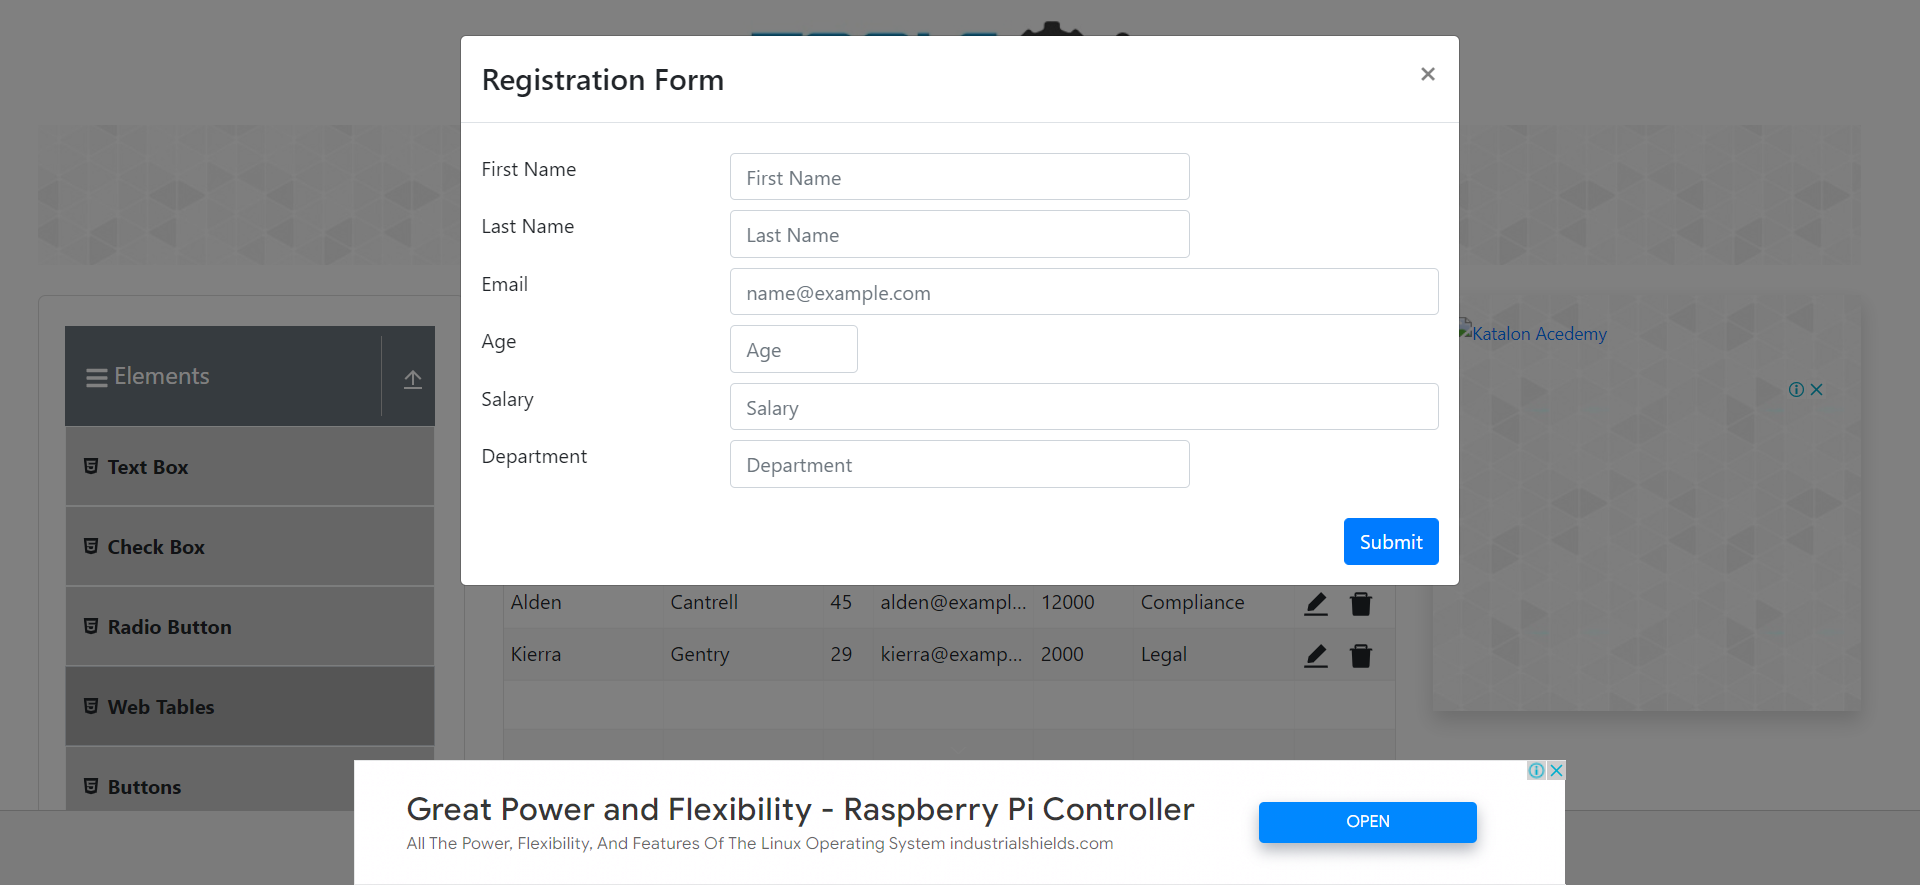 Registration Form
×
First Name
First Name
Last Name
Last Name
Email
name@example.com
Age
Age
Salary
Salary
Department
Department
Submit
Elements
Text Box
Check Box
Radio Button
Web Tables
Buttons
Alden Cantrell 45 alden@exampl... 12000 Compliance
Kierra Gentry 29 kierra@examp... 2000 Legal
Katalon Acedemy
Great Power and Flexibility - Raspberry Pi Controller
All The Power, Flexibility, And Features Of The Linux Operating System industrialshields.com
OPEN